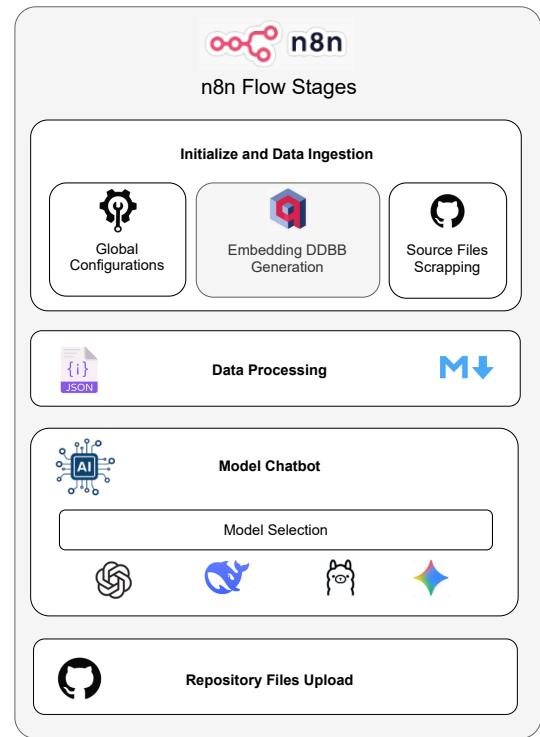 n8n
n8n Flow Stages
Initialize and Data Ingestion
Global
Configurations
Embedding DDBB
Generation
Source Files
Scrapping
{i}
JSON
Data Processing
M
AI
Model Chatbot
Model Selection
Repository Files Upload